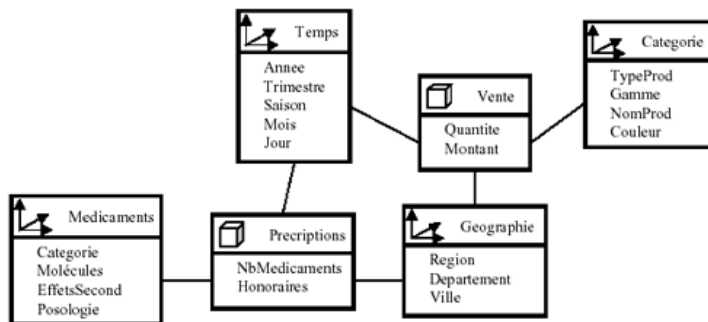 Temps
Annee
Trimestre
Saison
Mois
Jour
Vente
Quantite
Montant
Categorie
TypeProd
Gamme
NomProd
Couleur
Medicaments
Categorie
Molécules
EffetsSecond
Posologie
Precriptions
NbMedicaments
Honoraires
Geographie
Region
Departement
Ville